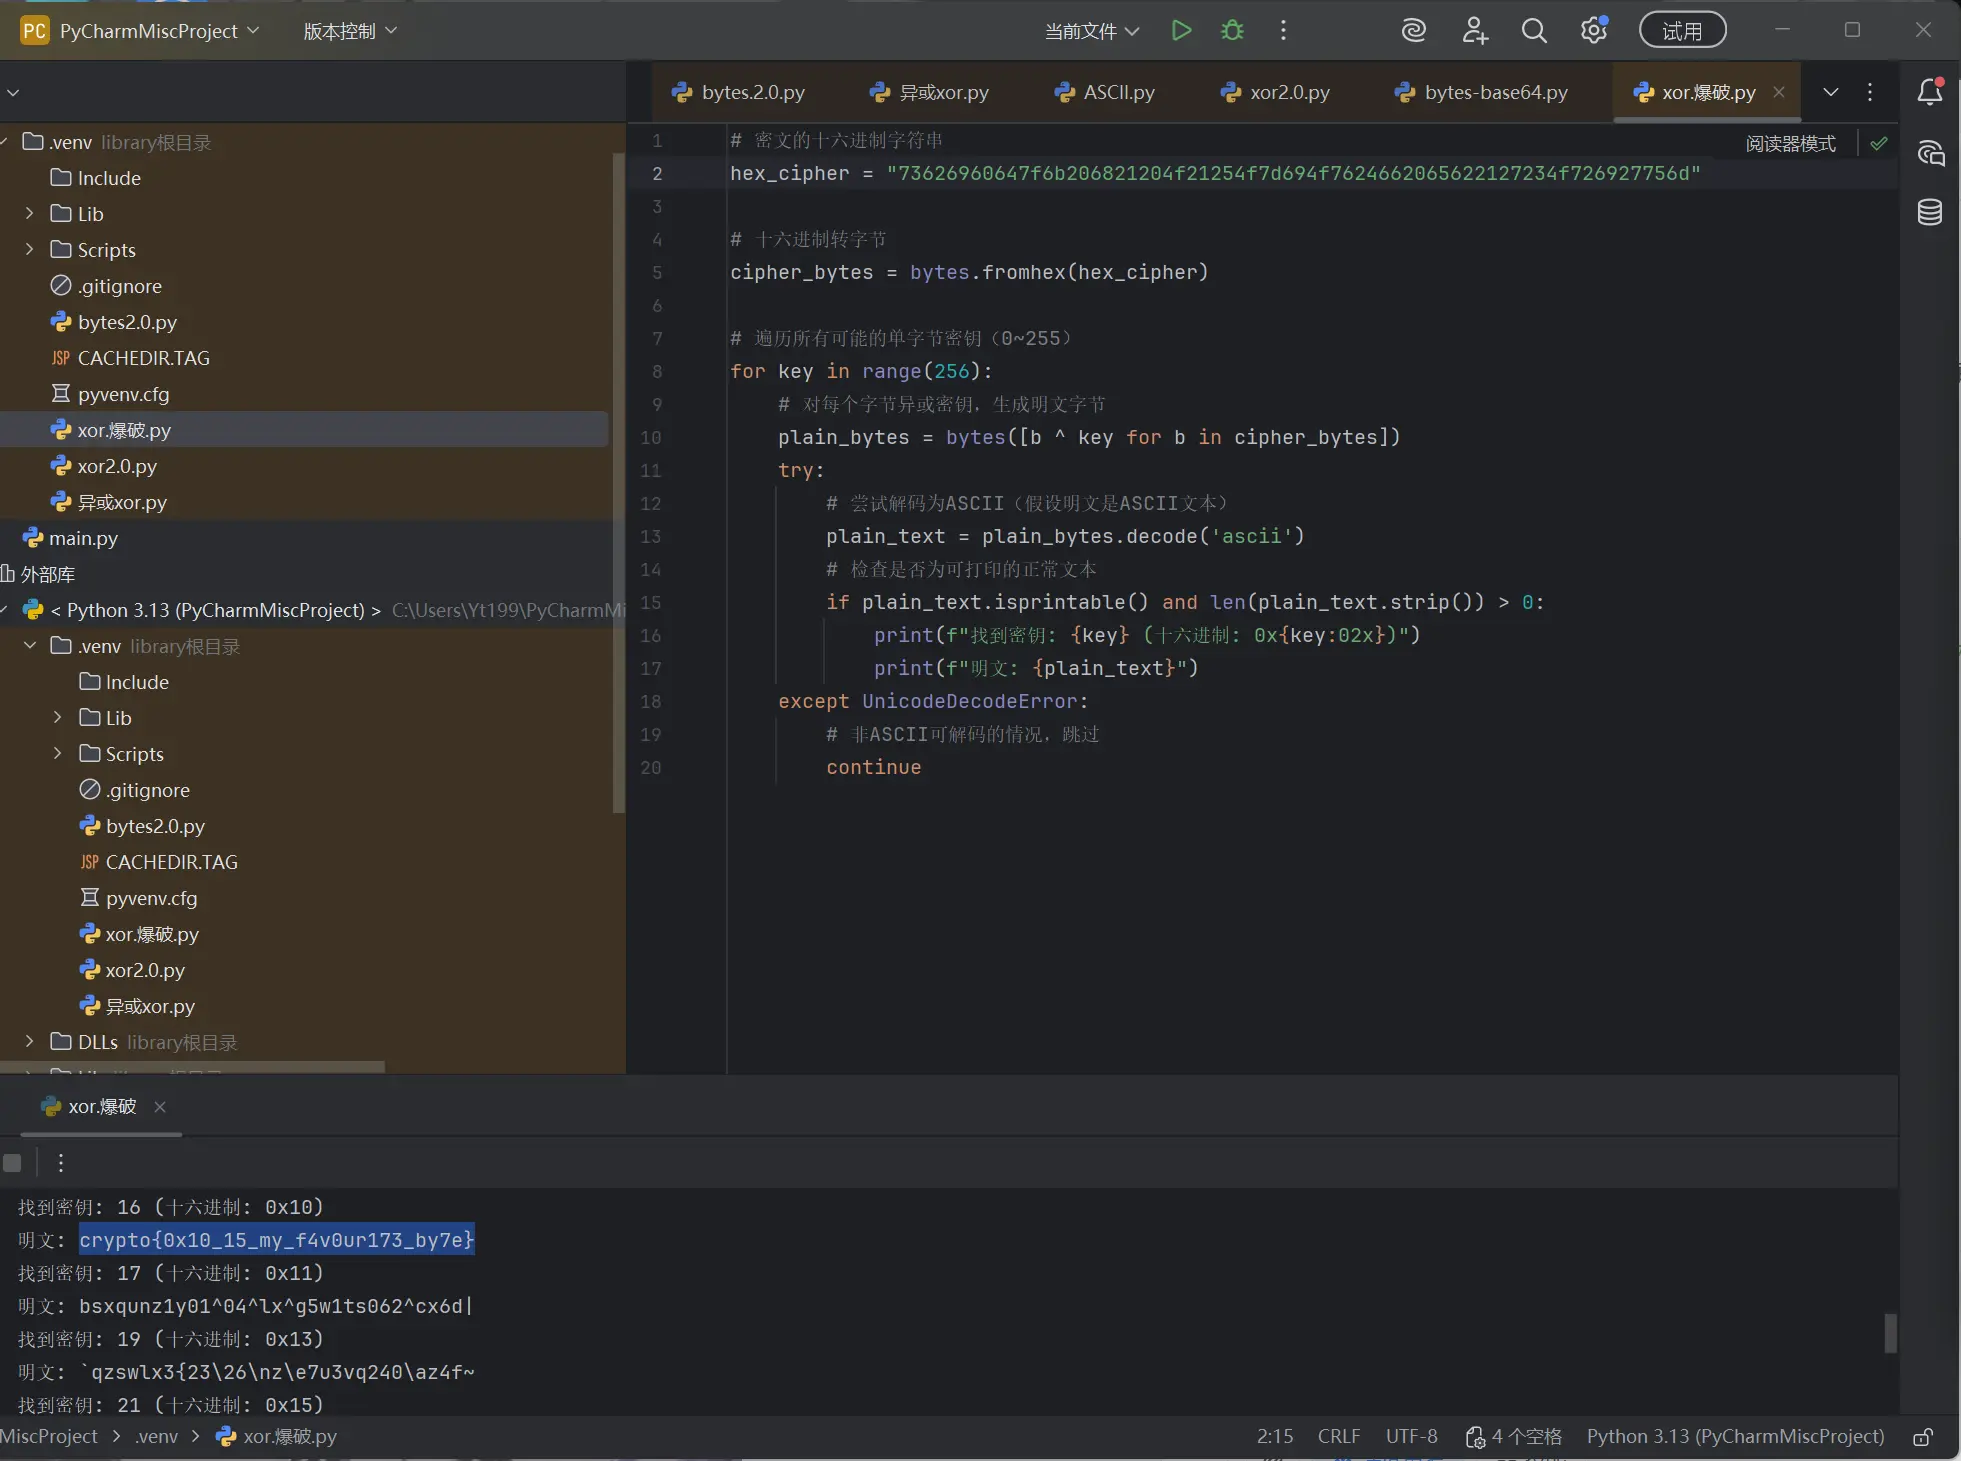 PC PyCharmMiscProject 版本控制 当前文件 试用
bytes.2.0.py 异或xor.py ASCII.py xor2.0.py bytes-base64.py xor.爆破.py
.venv library根目录
Include
Lib
Scripts
.gitignore
bytes2.0.py
JSP CACHEDIR.TAG
pyvenv.cfg
xor.爆破.py
xor2.0.py
异或xor.py
main.py
外部库
< Python 3.13 (PyCharmMiscProject) > C:\Users\Yt199\PyCharmMi
.venv library根目录
Include
Lib
Scripts
.gitignore
bytes2.0.py
JSP CACHEDIR.TAG
pyvenv.cfg
xor.爆破.py
xor2.0.py
异或xor.py
DLLs library根目录
阅读器模式
1 # 密文的十六进制字符串
2 hex_cipher = "73626960647f6b206821204f21254f7d694f7624662065622127234f726927756d"
3
4 # 十六进制转字节
5 cipher_bytes = bytes.fromhex(hex_cipher)
6
7 # 遍历所有可能的单字节密钥（0~255）
8 for key in range(256):
9 # 对每个字节异或密钥，生成明文字节
10 plain_bytes = bytes([b ^ key for b in cipher_bytes])
11 try:
12 # 尝试解码为ASCII（假设明文是ASCII文本）
13 plain_text = plain_bytes.decode('ascii')
14 # 检查是否为可打印的正常文本
15 if plain_text.isprintable() and len(plain_text.strip()) > 0:
16 print(f"找到密钥: {key} (十六进制: 0x{key:02x})")
17 print(f"明文: {plain_text}")
18 except UnicodeDecodeError:
19 # 非ASCII可解码的情况，跳过
20 continue
xor.爆破
找到密钥: 16 (十六进制: 0x10)
明文: crypto{0x10_15_my_f4v0ur173_by7e}
找到密钥: 17 (十六进制: 0x11)
明文: bsxqunz1y01^04^lx^g5w1ts062^cx6d|
找到密钥: 19 (十六进制: 0x13)
明文: `qzswlx3{23\26\nz\e7u3vq240\az4f~
找到密钥: 21 (十六进制: 0x15)
MiscProject > .venv > xor.爆破.py 2:15 CRLF UTF-8 4 个空格 Python 3.13 (PyCharmMiscProject)